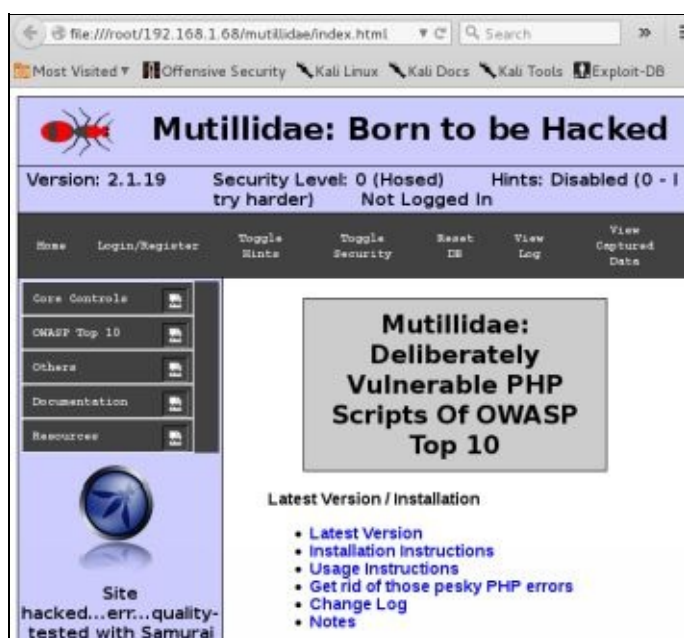 file:///root/192.168.1.68/mutillidae/index.html
Search
Most Visited
Offensive Security
Kali Linux
Kali Docs
Kali Tools
Exploit-DB
Mutillidae: Born to be Hacked
Version: 2.1.19
Security Level: 0 (Hosed)
Hints: Disabled (0 - I
try harder)
Not Logged In
Home
Login/Register
Toggle
Hints
Toggle
Security
Reset
DB
View
Log
View
Captured
Data
Core Controls
OWASP Top 10
Others
Documentation
Resources
Site
hacked...err...quality-
tested with Samurai
Mutillidae:
Deliberately
Vulnerable PHP
Scripts Of OWASP
Top 10
Latest Version / Installation
Latest Version
Installation Instructions
Usage Instructions
Get rid of those pesky PHP errors
Change Log
Notes